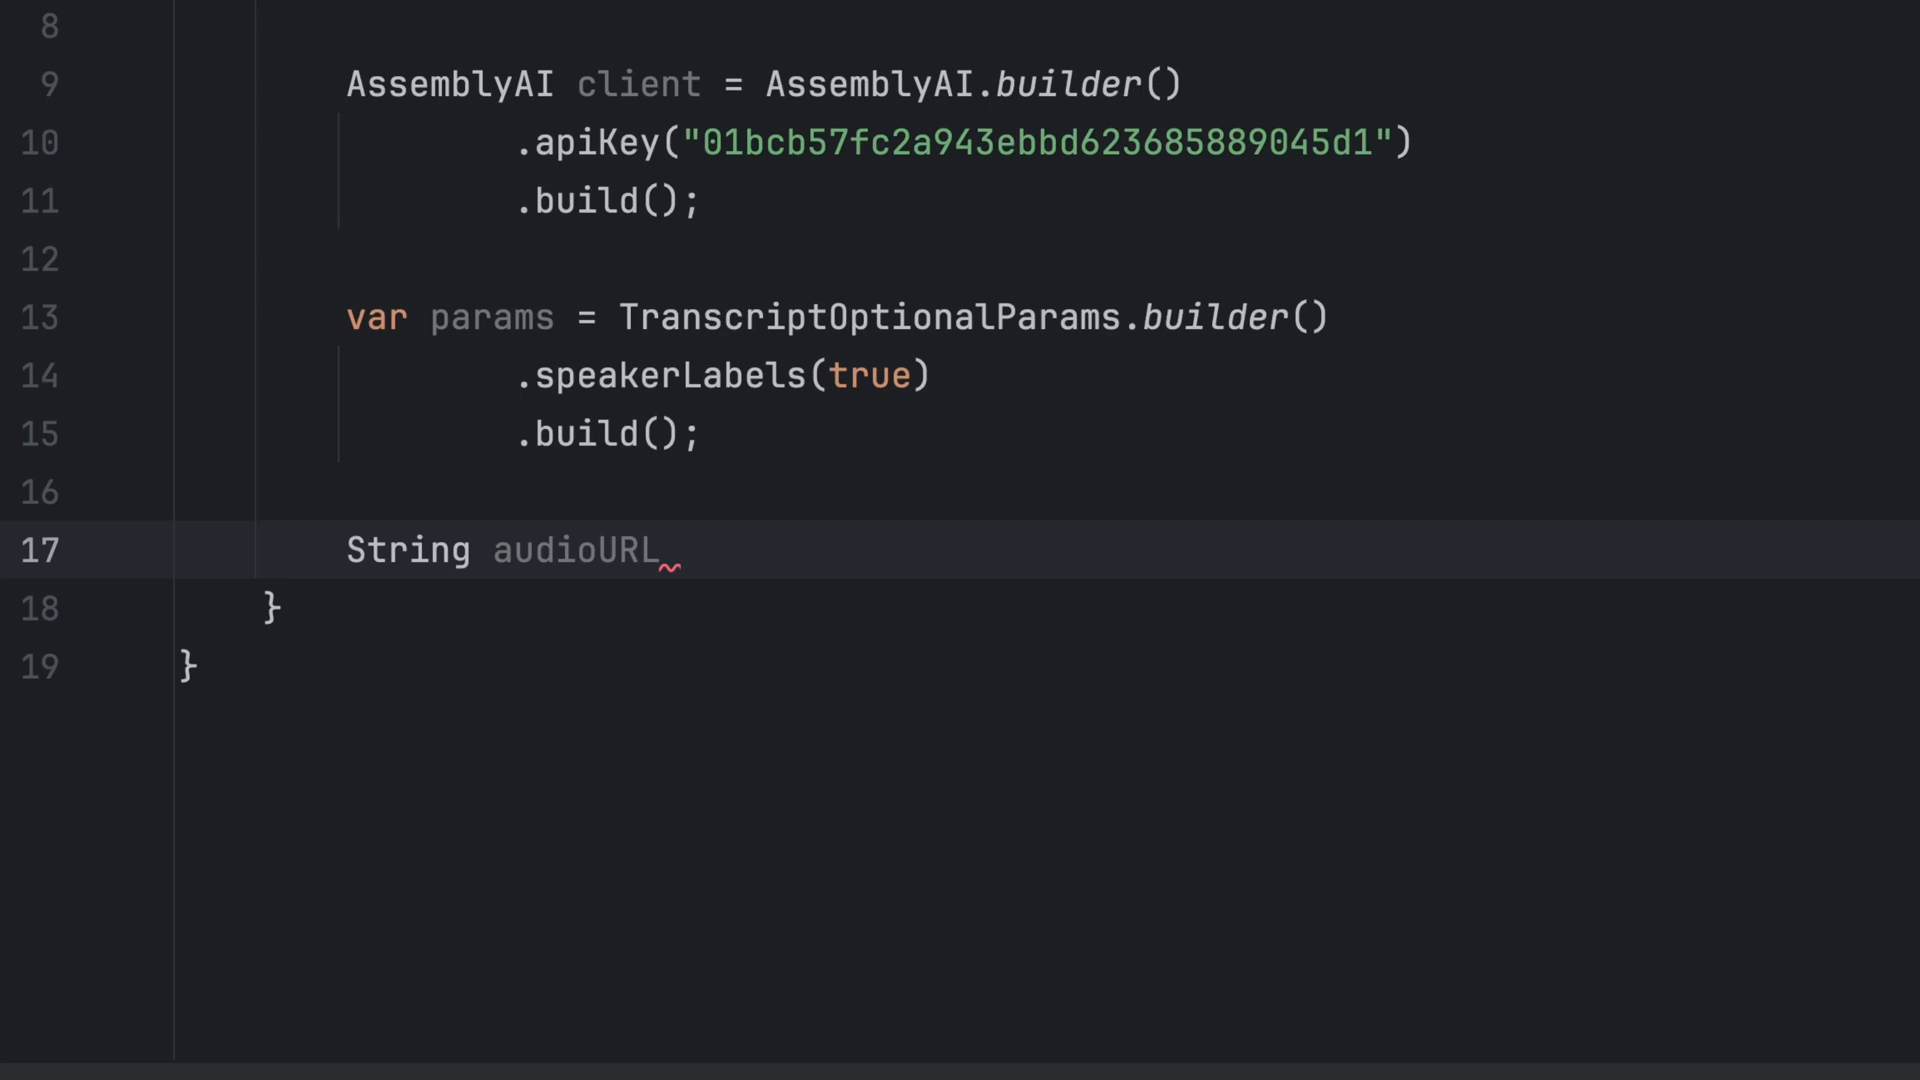 8
9 AssemblyAI client = AssemblyAI.builder()
10 .apiKey("01bcb57fc2a943ebbd623685889045d1")
11 .build();
12
13 var params = TranscriptOptionalParams.builder()
14 .speakerLabels(true)
15 .build();
16
17 String audioURL
18 }
19 }